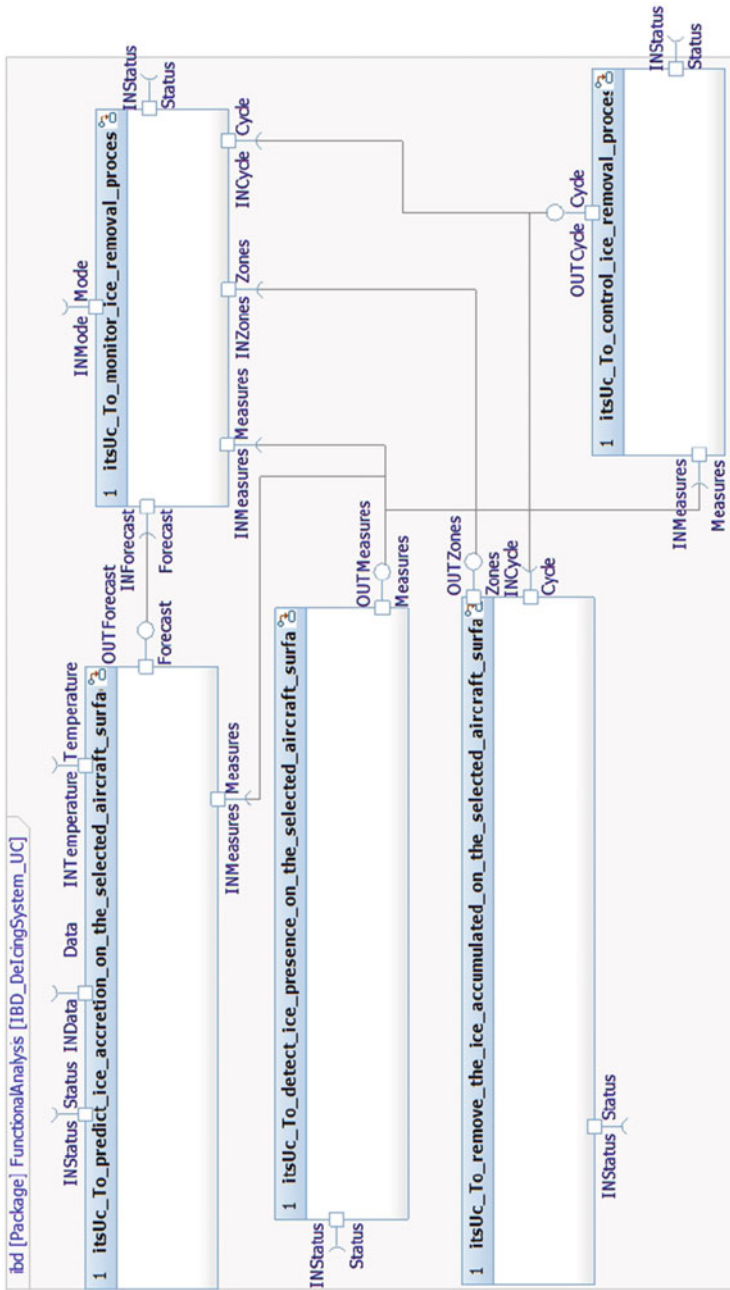 ibd [Package] FunctionalAnalysis [IBD_DeIcingSystem_UC]
INStatus Status
INData Data
INTemperature Temperature
1 itsUc_To_predict_ice_accretion_on_the_selected_aircraft_surfa
OUTForecast
Forecast
INMeasures Measures
INForecast
Forecast
INMode Mode
1 itsUc_To_monitor_ice_removal_proces
INStatus
Status
INMeasures Measures
INZones Zones
INCycle Cycle
1 itsUc_To_detect_ice_presence_on_the_selected_aircraft_surfa
INStatus
Status
OUTMeasures
Measures
1 itsUc_To_remove_the_ice_accumulated_on_the_selected_aircraft_surfa
OUTZones
Zones
INCycle
Cycle
INStatus Status
OUTCycle Cycle
1 itsUc_To_control_ice_removal_proces
INStatus
Status
INMeasures
Measures